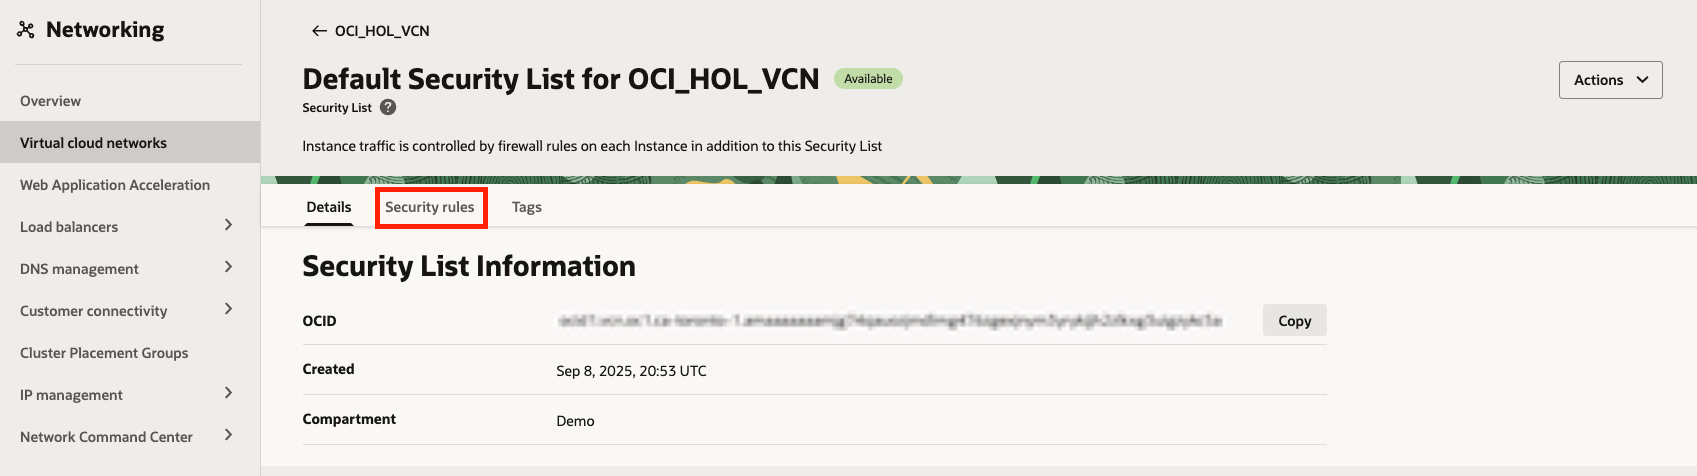 Networking
Overview
Virtual cloud networks
Web Application Acceleration
Load balancers
DNS management
Customer connectivity
Cluster Placement Groups
IP management
Network Command Center
← OCI_HOL_VCN
Default Security List for OCI_HOL_VCN Available
Security List ?
Actions
Instance traffic is controlled by firewall rules on each Instance in addition to this Security List
Details Security rules Tags
Security List Information
OCID Copy
Created Sep 8, 2025, 20:53 UTC
Compartment Demo